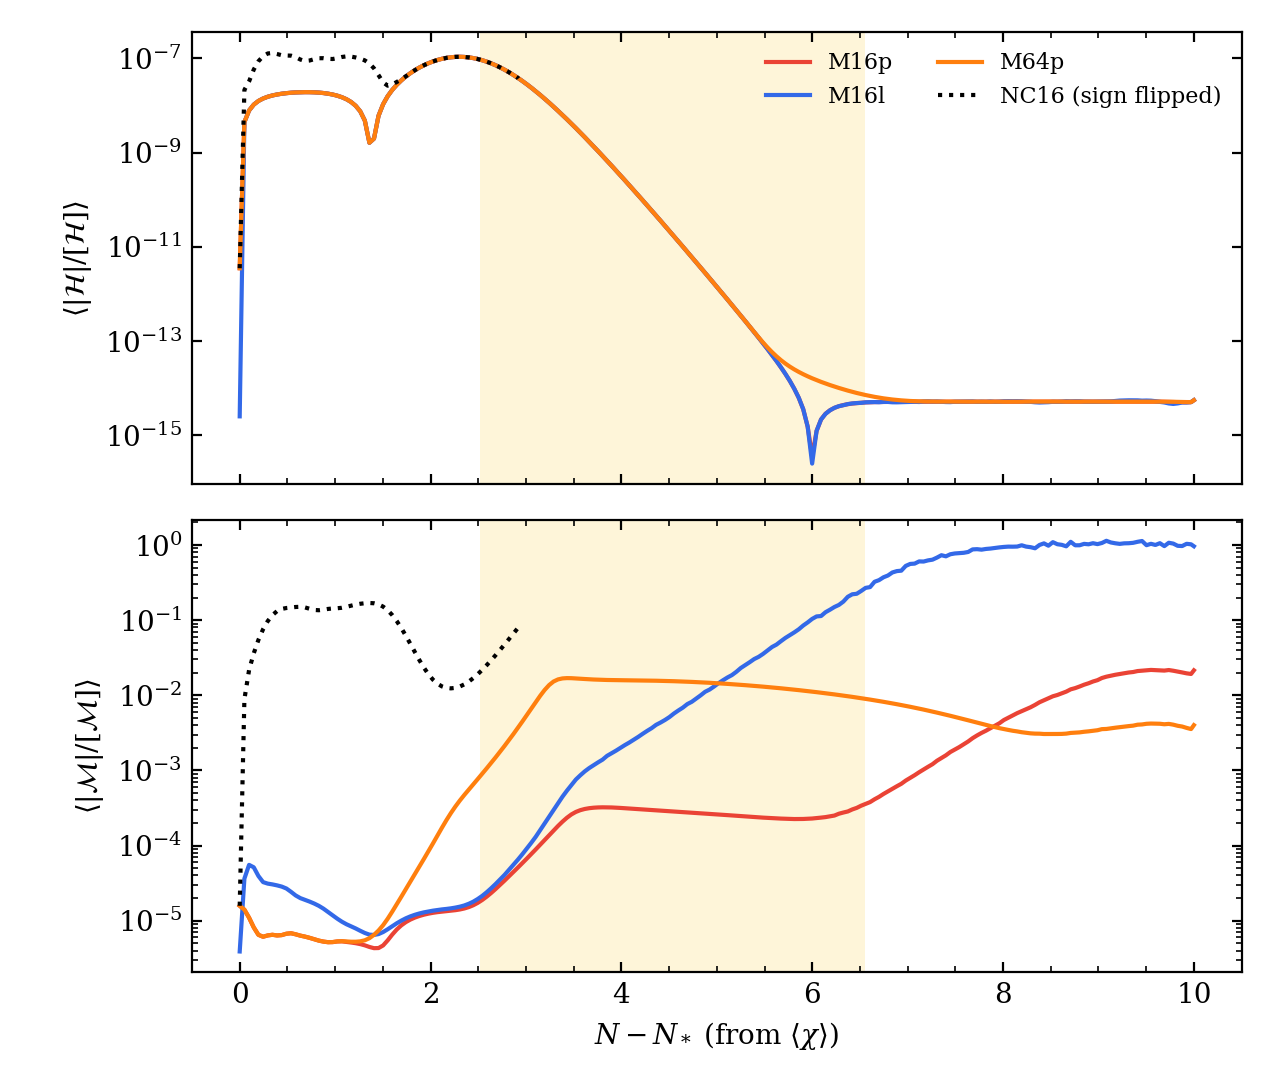 10⁻⁷
10⁻⁹
10⁻¹¹
10⁻¹³
10⁻¹⁵
⟨|ℋ|/[ℋ]⟩
M16p
M16l
M64p
NC16 (sign flipped)
10⁰
10⁻¹
10⁻²
10⁻³
10⁻⁴
10⁻⁵
⟨|ℳ|/[ℳ]⟩
0 2 4 6 8 10
N − N∗ (from ⟨χ⟩)